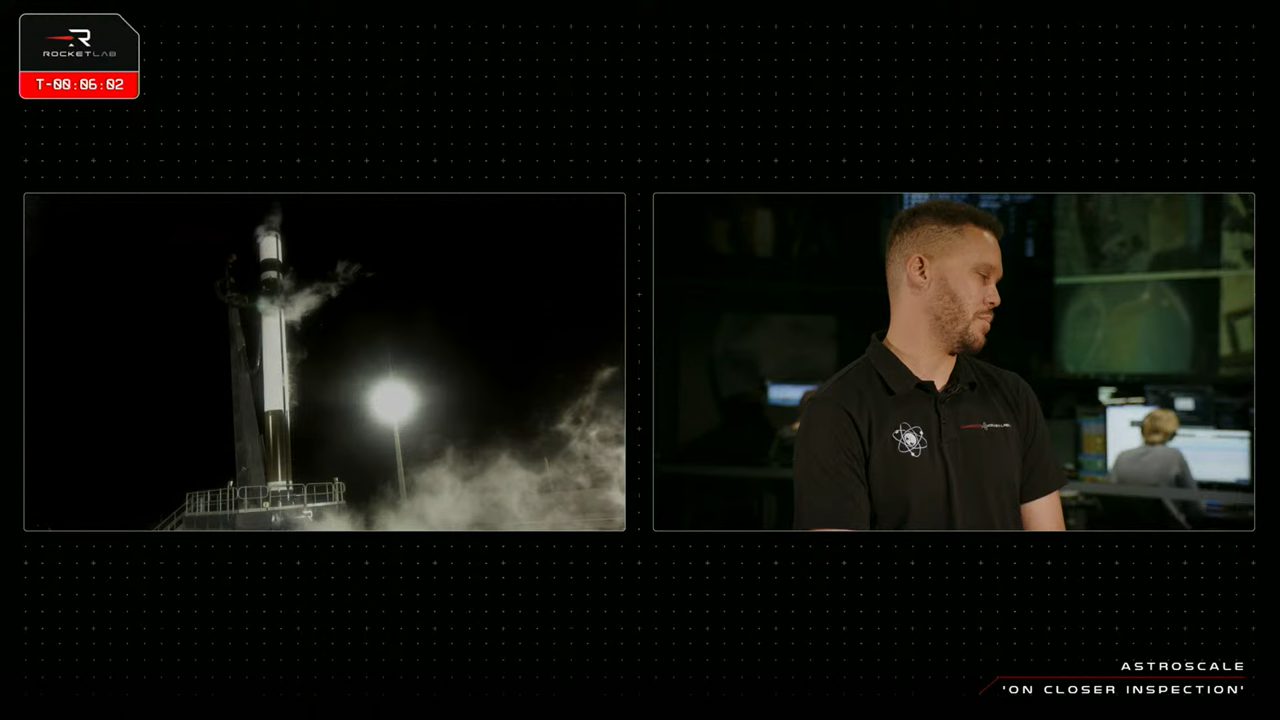 ROCKETLAB
T-00:06:02
ASTROSCALE
'ON CLOSER INSPECTION'